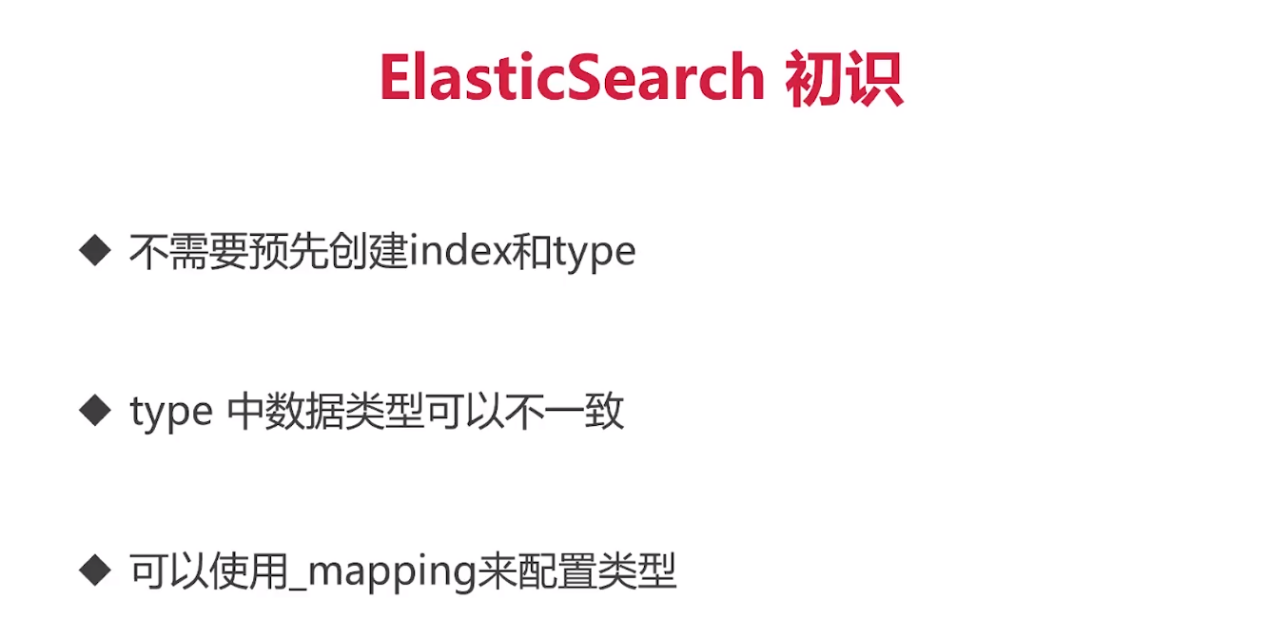 ElasticSearch 初识
◆ 不需要预先创建index和type
◆ type 中数据类型可以不一致
◆ 可以使用_mapping来配置类型